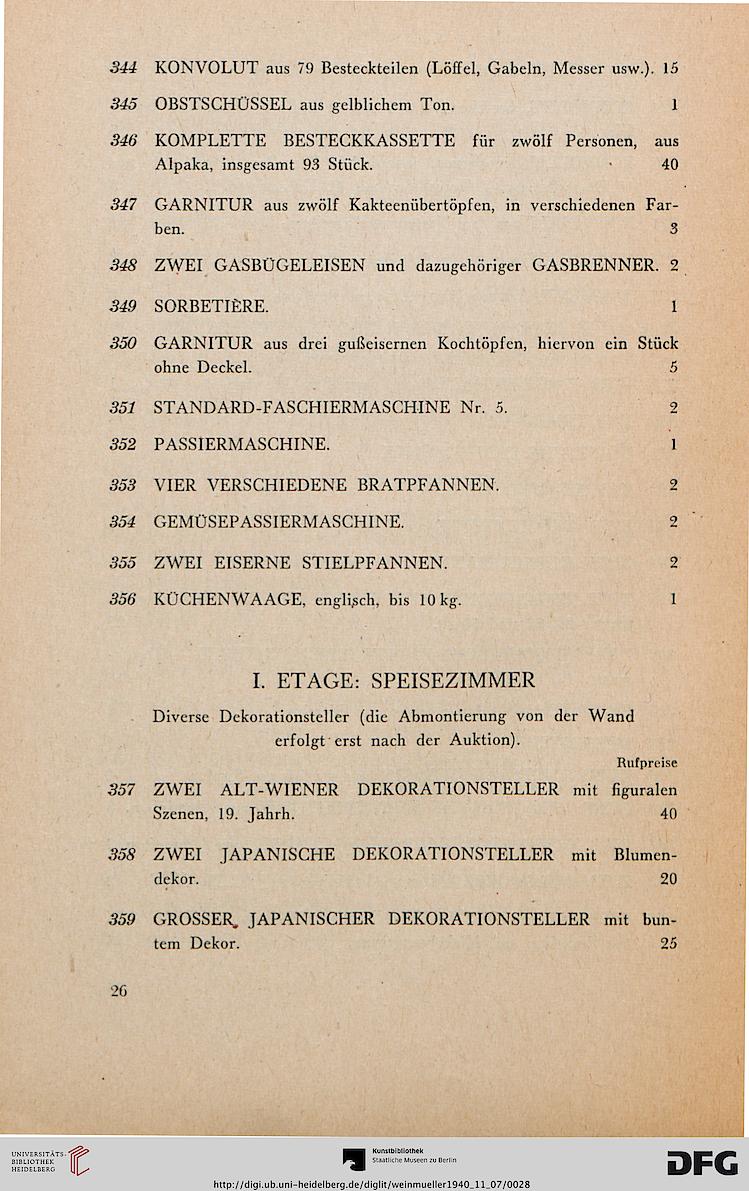 344 KONVOLUT aus 79 Besteckteilen (Löffel, Gabeln, Messer usw.). 15
345 OBSTSCHÜSSEL aus gelblichem Ton. 1
346 KOMPLETTE BESTECKKASSETTE für zwölf Personen, aus
Alpaka, insgesamt 93 Stück. 40
347 GARNITUR aus zwölf Kakteenübertöpfen, in verschiedenen Far-
ben. 3
348 ZWEI GASBÜGELEISEN und dazugehöriger GASBRENNER. 2
349 SORBETIÈRE. 1
350 GARNITUR aus drei gußeisernen Kochtöpfen, hiervon ein Stück
ohne Deckel. 5
351 STANDARD-FASCHIERMASCHINE Nr. 5. 2
352 PASSIERMASCHINE. 1
353 VIER VERSCHIEDENE BRATPFANNEN. 2
354 GEMÜSEPASSIERMASCHINE. 2
355 ZWEI EISERNE STIELPFANNEN. 2
356 KÜCHENWAAGE, englisch, bis 10 kg. 1
I. ETAGE: SPEISEZIMMER
Diverse Dekorationsteller (die Abmontierung von der Wand
erfolgt erst nach der Auktion).
Rufpreise
357 ZWEI ALT-WIENER DEKORATIONSTELLER mit figuralen
Szenen, 19. Jahrh. 40
358 ZWEI JAPANISCHE DEKORATIONSTELLER mit Blumen-
dekor. 20
359 GROSSER JAPANISCHER DEKORATIONSTELLER mit bun-
tem Dekor. 25
26
UNIVERSITÄTS-
BIBLIOTHEK
HEIDELBERG
Kunstbibliothek
Staatliche Museen zu Berlin
DFG
http://digi.ub.uni-heidelberg.de/diglit/weinmueller1940_11_07/0028